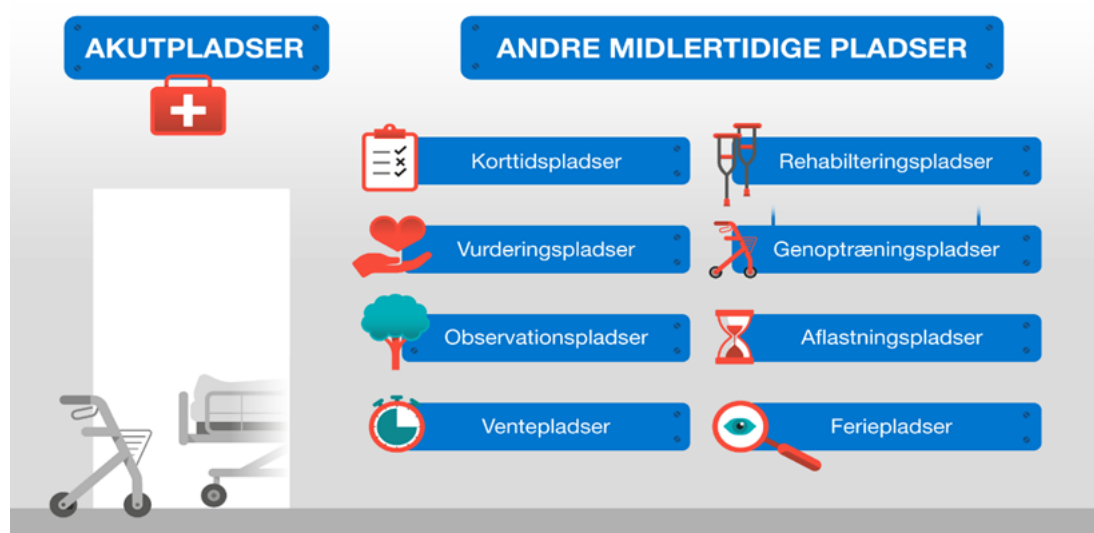 AKUTPLADSER
ANDRE MIDLERTIDIGE PLADSER
Korttidspladser
Rehabilteringspladser
Vurderingspladser
Genoptræningspladser
Observationspladser
Aflastningspladser
Ventepladser
Feriepladser